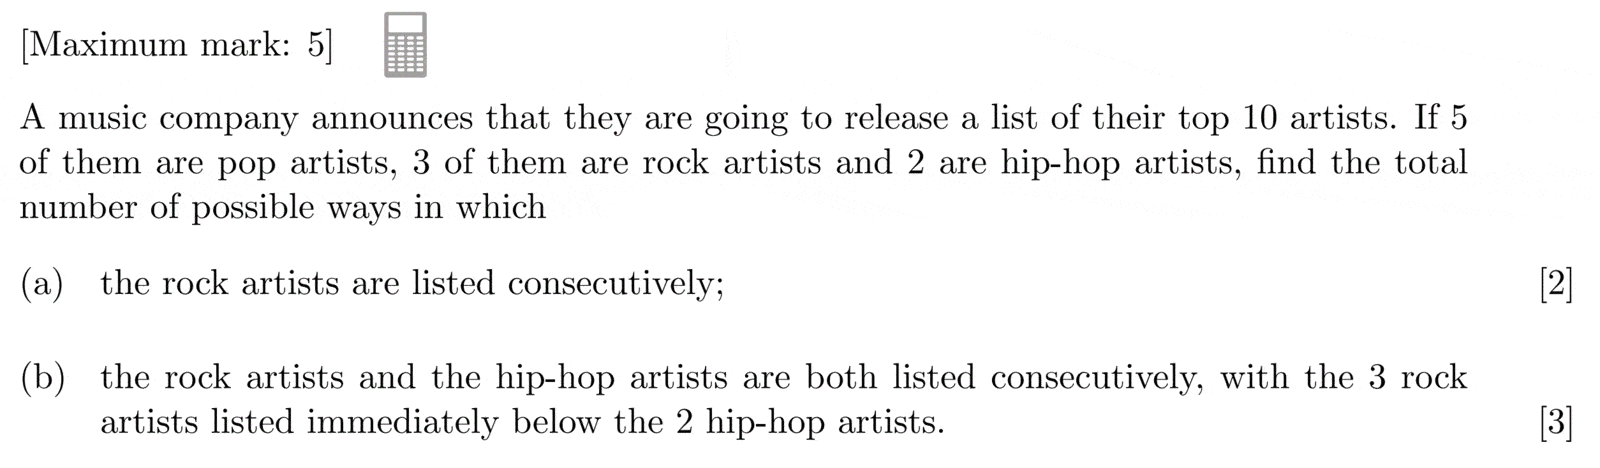 [Maximum mark: 5]
A music company announces that they are going to release a list of their top 10 artists. If 5
of them are pop artists, 3 of them are rock artists and 2 are hip-hop artists, find the total
number of possible ways in which
(a) the rock artists are listed consecutively; [2]
(b) the rock artists and the hip-hop artists are both listed consecutively, with the 3 rock
artists listed immediately below the 2 hip-hop artists. [3]